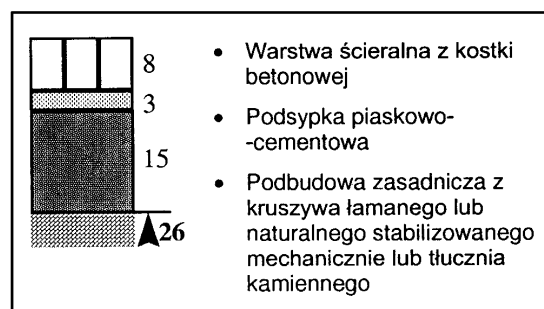 8
3
15
26
• Warstwa ścieralna z kostki
betonowej
• Podsypka piaskowo-
-cementowa
• Podbudowa zasadnicza z
kruszywa łamanego lub
naturalnego stabilizowanego
mechanicznie lub tłucznia
kamiennego